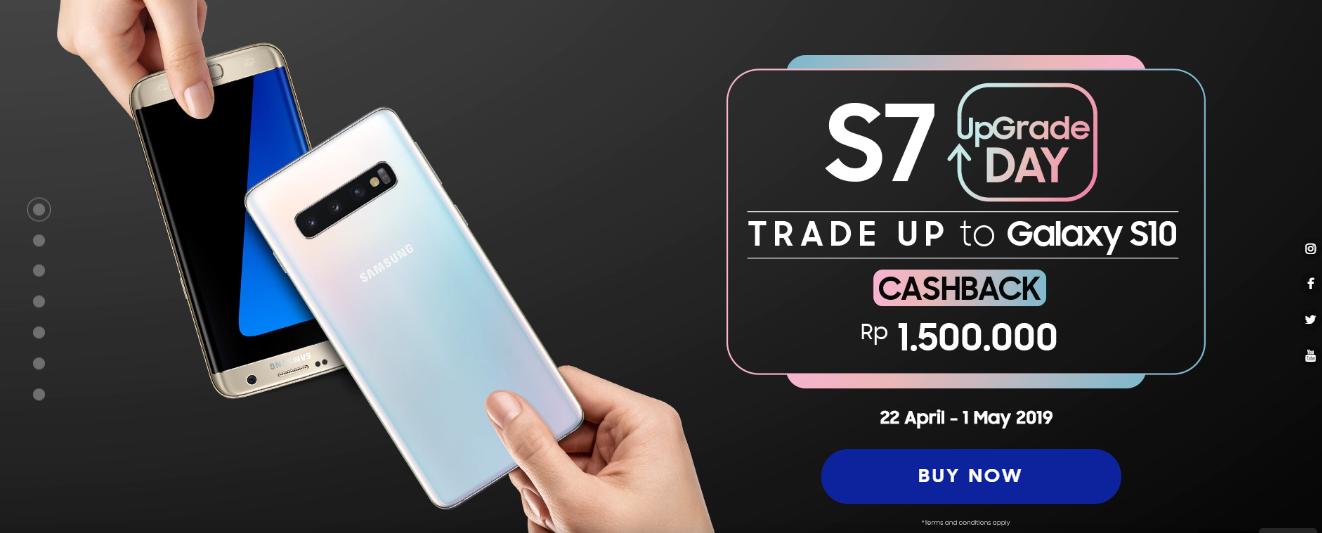 SAMSUNG
S7
UpGrade
DAY
TRADE UP to Galaxy S10
CASHBACK
Rp 1.500.000
22 April - 1 May 2019
BUY NOW
*Terms and conditions apply